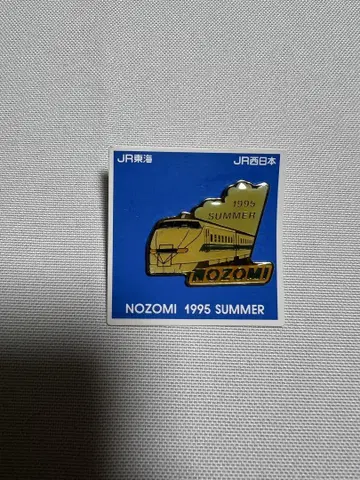 JR東海
JR西日本
1995
SUMMER
NOZOMI
NOZOMI 1995 SUMMER